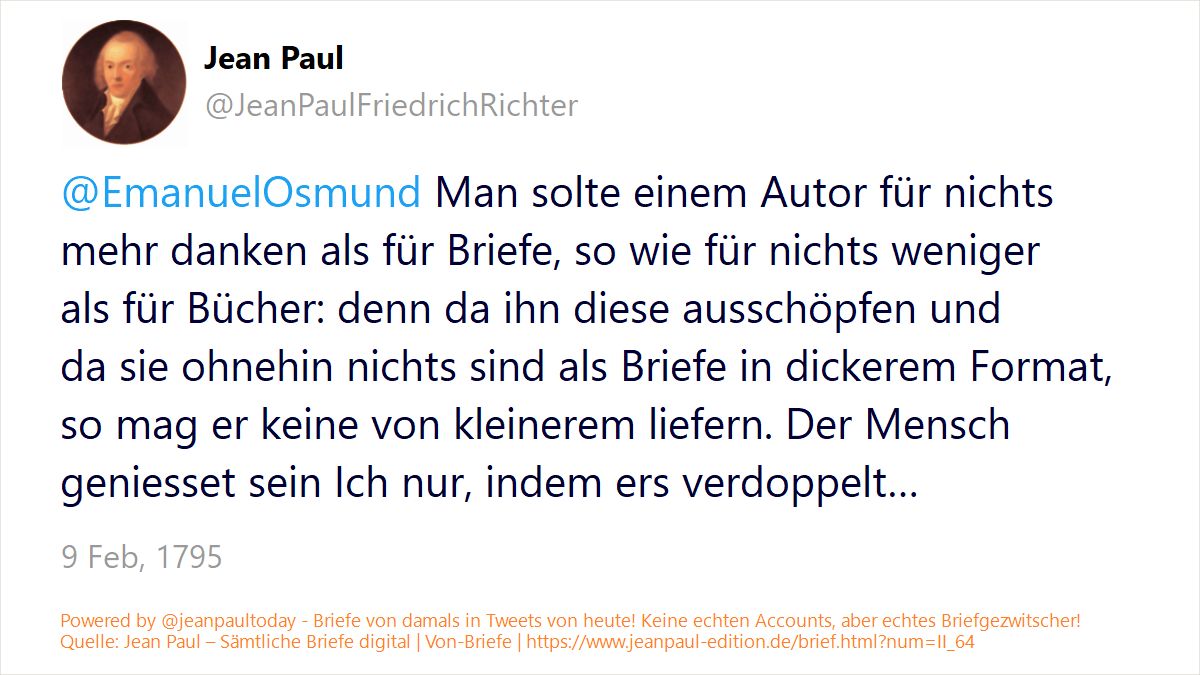 Jean Paul
@JeanPaulFriedrichRichter
@EmanuelOsmund Man solte einem Autor für nichts
mehr danken als für Briefe, so wie für nichts weniger
als für Bücher: denn da ihn diese ausschöpfen und
da sie ohnehin nichts sind als Briefe in dickerem Format,
so mag er keine von kleinerem liefern. Der Mensch
geniesset sein Ich nur, indem ers verdoppelt...
9 Feb, 1795
Powered by @jeanpaultoday - Briefe von damals in Tweets von heute! Keine echten Accounts, aber echtes Briefgezwitscher!
Quelle: Jean Paul – Sämtliche Briefe digital | Von-Briefe | https://www.jeanpaul-edition.de/brief.html?num=II_64